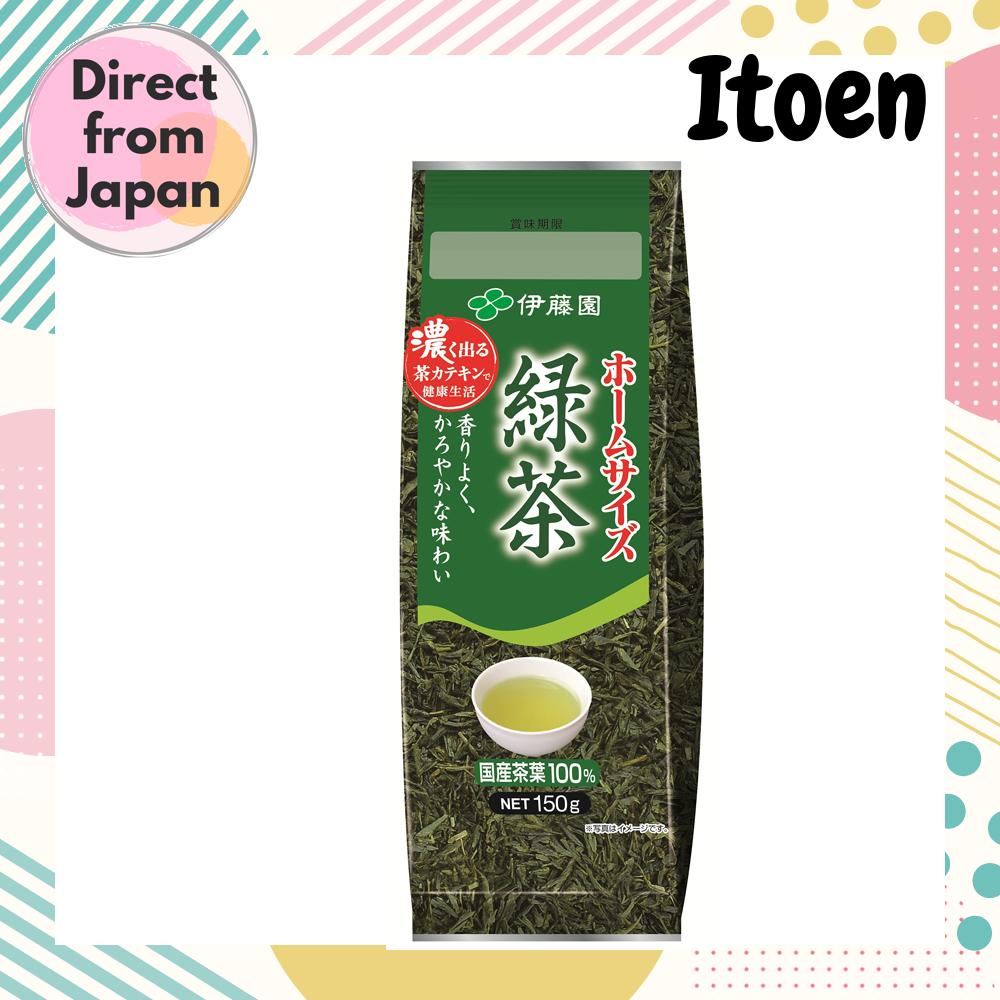 Direct
from
Japan
Itoen
賞味期限
伊藤園
濃く出る
茶カテキンで
健康生活
ホームサイズ
緑茶
香りよく、
かろやかな味わい
国産茶葉100%
NET 150g
※写真はイメージです。